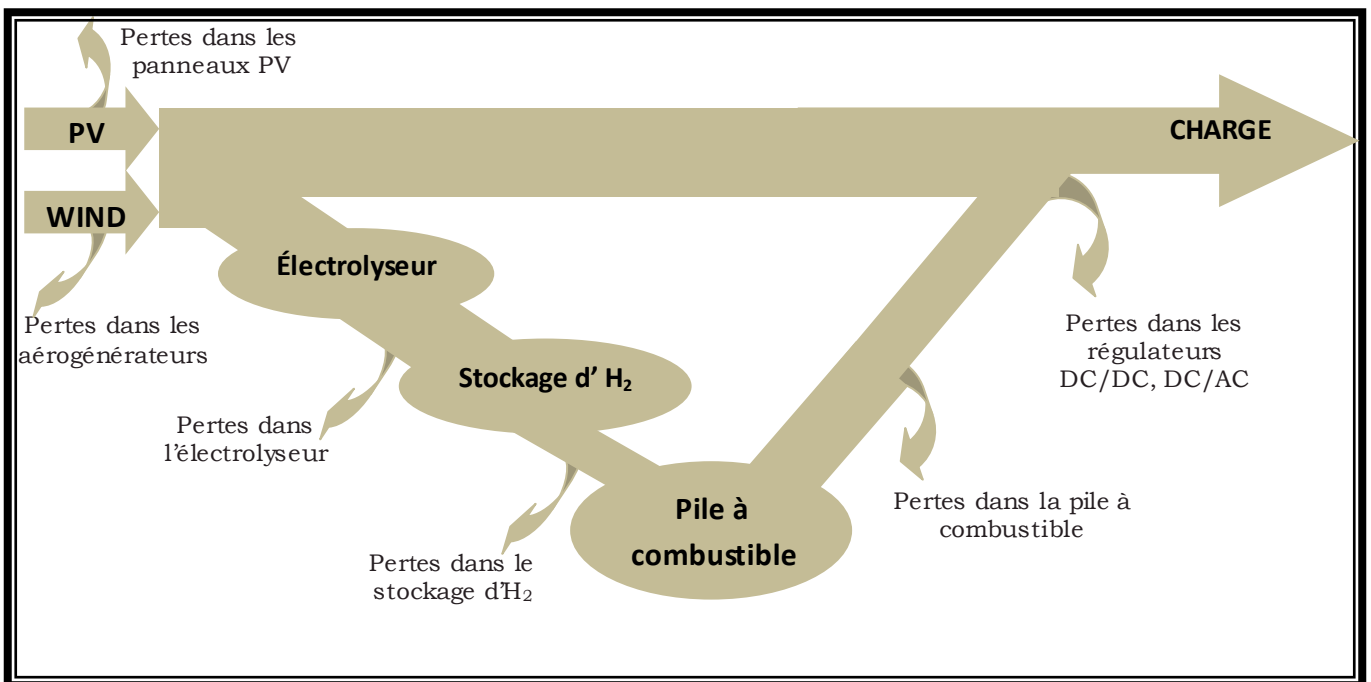 Pertes dans les
panneaux PV
PV
CHARGE
WIND
Électrolyseur
Pertes dans les
aérogénérateurs
Pertes dans les
régulateurs
DC/DC, DC/AC
Stockage d’ H₂
Pertes dans
l’électrolyseur
Pile à
combustible
Pertes dans la pile à
combustible
Pertes dans le
stockage d’H₂